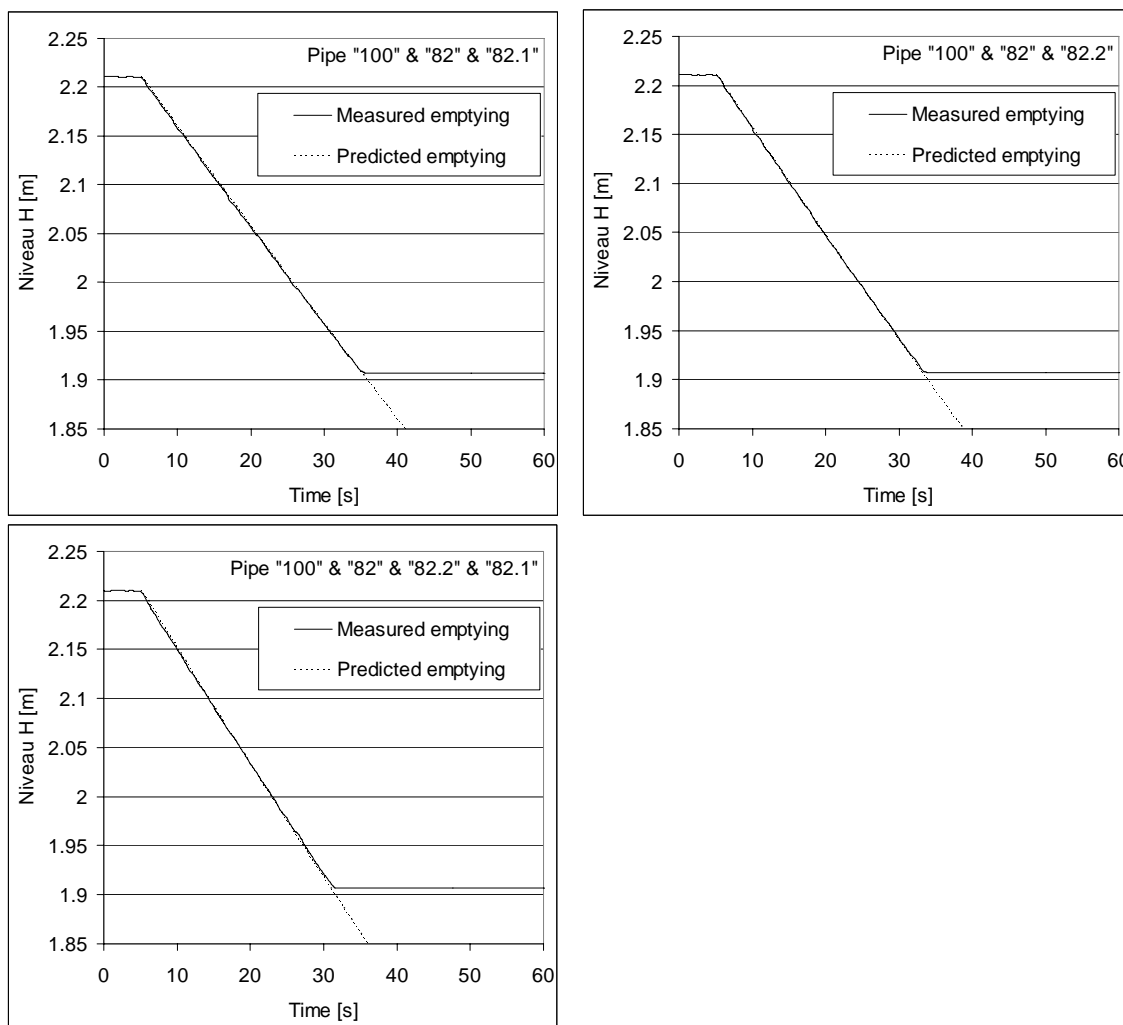 Pipe "100" & "82" & "82.1"
Measured emptying
Predicted emptying
Niveau H [m]
2.25
2.2
2.15
2.1
2.05
2
1.95
1.9
1.85
0 10 20 30 40 50 60
Time [s]
Pipe "100" & "82" & "82.2"
Measured emptying
Predicted emptying
Niveau H [m]
2.25
2.2
2.15
2.1
2.05
2
1.95
1.9
1.85
0 10 20 30 40 50 60
Time [s]
Pipe "100" & "82" & "82.2" & "82.1"
Measured emptying
Predicted emptying
Niveau H [m]
2.25
2.2
2.15
2.1
2.05
2
1.95
1.9
1.85
0 10 20 30 40 50 60
Time [s]